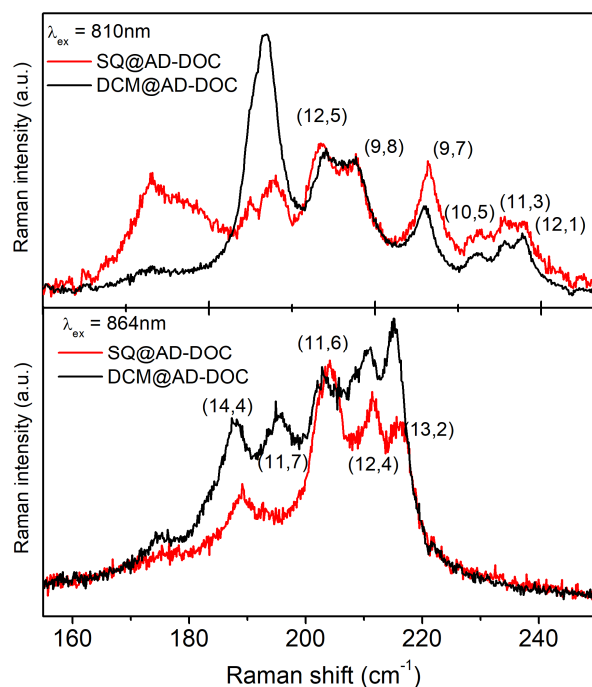 λex = 810nm
SQ@AD-DOC
DCM@AD-DOC
(12,5)
(9,8)
(9,7)
(10,5)
(11,3)
(12,1)
Raman intensity (a.u.)
λex = 864nm
SQ@AD-DOC
DCM@AD-DOC
(14,4)
(11,7)
(11,6)
(12,4)
(13,2)
Raman intensity (a.u.)
160 180 200 220 240
Raman shift (cm-1)